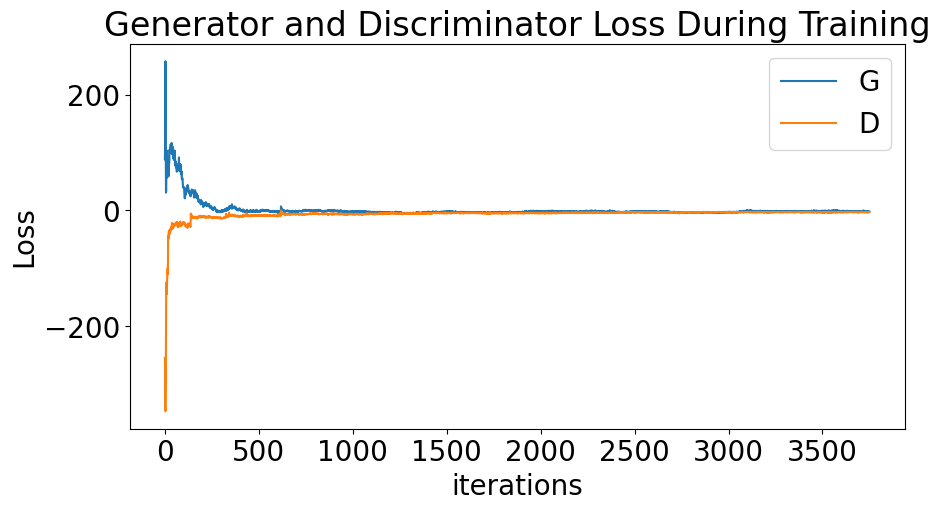 Generator and Discriminator Loss During Training
G
D
200
0
−200
Loss
0 500 1000 1500 2000 2500 3000 3500
iterations